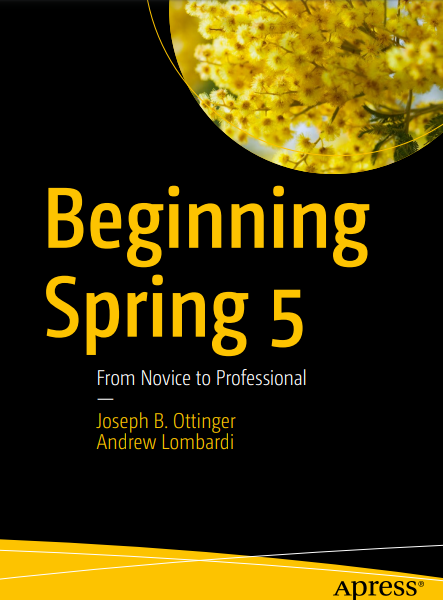 Beginning
Spring 5
From Novice to Professional
—
Joseph B. Ottinger
Andrew Lombardi
Apress®